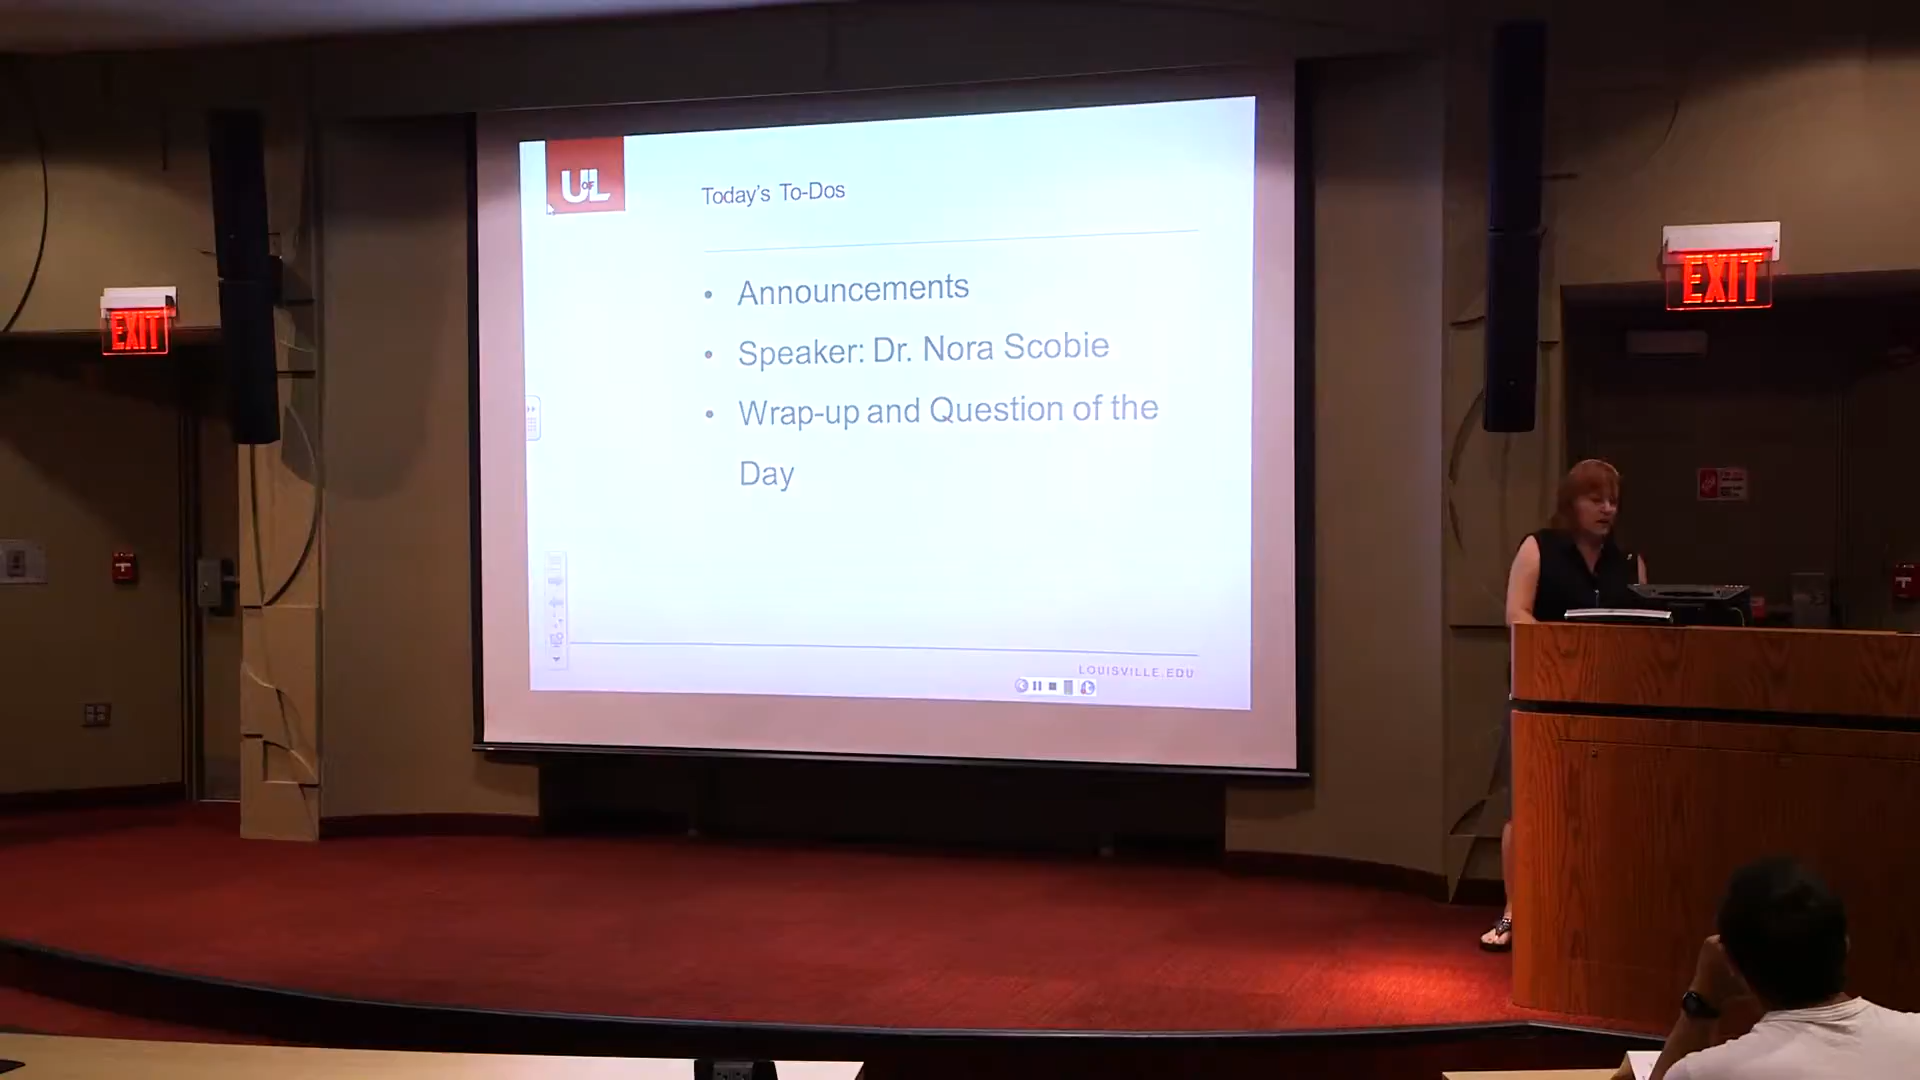 UofL
Today's To-Dos
• Announcements
• Speaker: Dr. Nora Scobie
• Wrap-up and Question of the
Day
LOUISVILLE.EDU
EXIT
EXIT